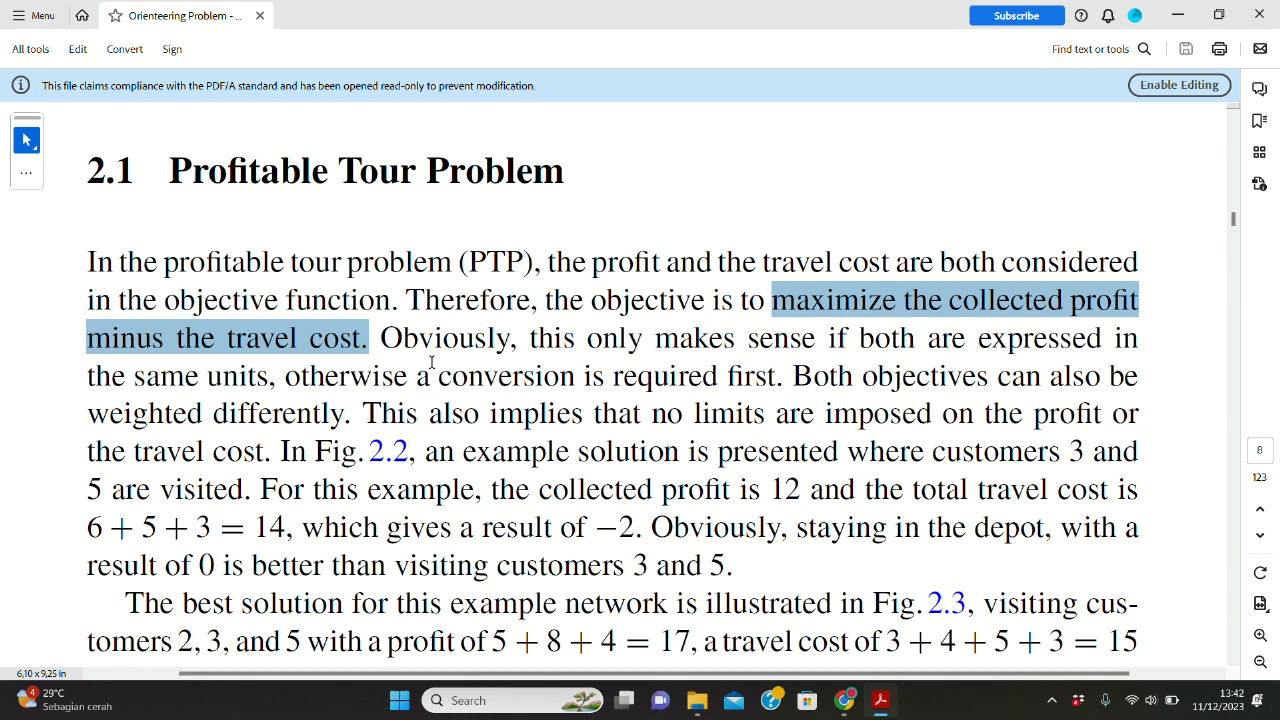 Menu
Orienteering Problem - ...
Subscribe
All tools Edit Convert Sign
Find text or tools
This file claims compliance with the PDF/A standard and has been opened read-only to prevent modification.
Enable Editing
2.1 Profitable Tour Problem
In the profitable tour problem (PTP), the profit and the travel cost are both considered
in the objective function. Therefore, the objective is to maximize the collected profit
minus the travel cost. Obviously, this only makes sense if both are expressed in
the same units, otherwise a conversion is required first. Both objectives can also be
weighted differently. This also implies that no limits are imposed on the profit or
the travel cost. In Fig. 2.2, an example solution is presented where customers 3 and
5 are visited. For this example, the collected profit is 12 and the total travel cost is
6 + 5 + 3 = 14, which gives a result of −2. Obviously, staying in the depot, with a
result of 0 is better than visiting customers 3 and 5.
The best solution for this example network is illustrated in Fig. 2.3, visiting cus-
tomers 2, 3, and 5 with a profit of 5 + 8 + 4 = 17, a travel cost of 3 + 4 + 5 + 3 = 15
8
123
6,10 x 9,25 in
4
29°C
Sebagian cerah
Search
13:42
11/12/2023